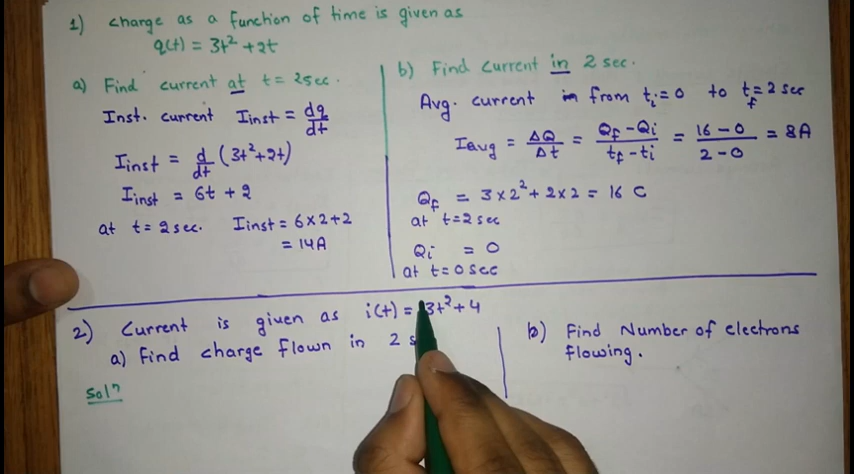 1) Charge as a function of time is given as
q(t) = 3t² + 2t
a) Find current at t = 2sec.
Inst. current Iinst = dq/dt
Iinst = d/dt (3t²+2t)
Iinst = 6t + 2
at t = 2 sec. Iinst = 6×2+2
= 14A
b) Find current in 2 sec.
Avg. current from ti=0 to tf=2 sec
Iavg = ΔQ/Δt = Qf-Qi/tf-ti = 16-0/2-0 = 8A
Qf = 3×2²+2×2 = 16 C
at t=2 sec
Qi = 0
at t=0 sec
2) Current is given as i(t) = 3t²+4
a) Find charge flown in 2 s
Solⁿ
b) Find Number of electrons
flowing.